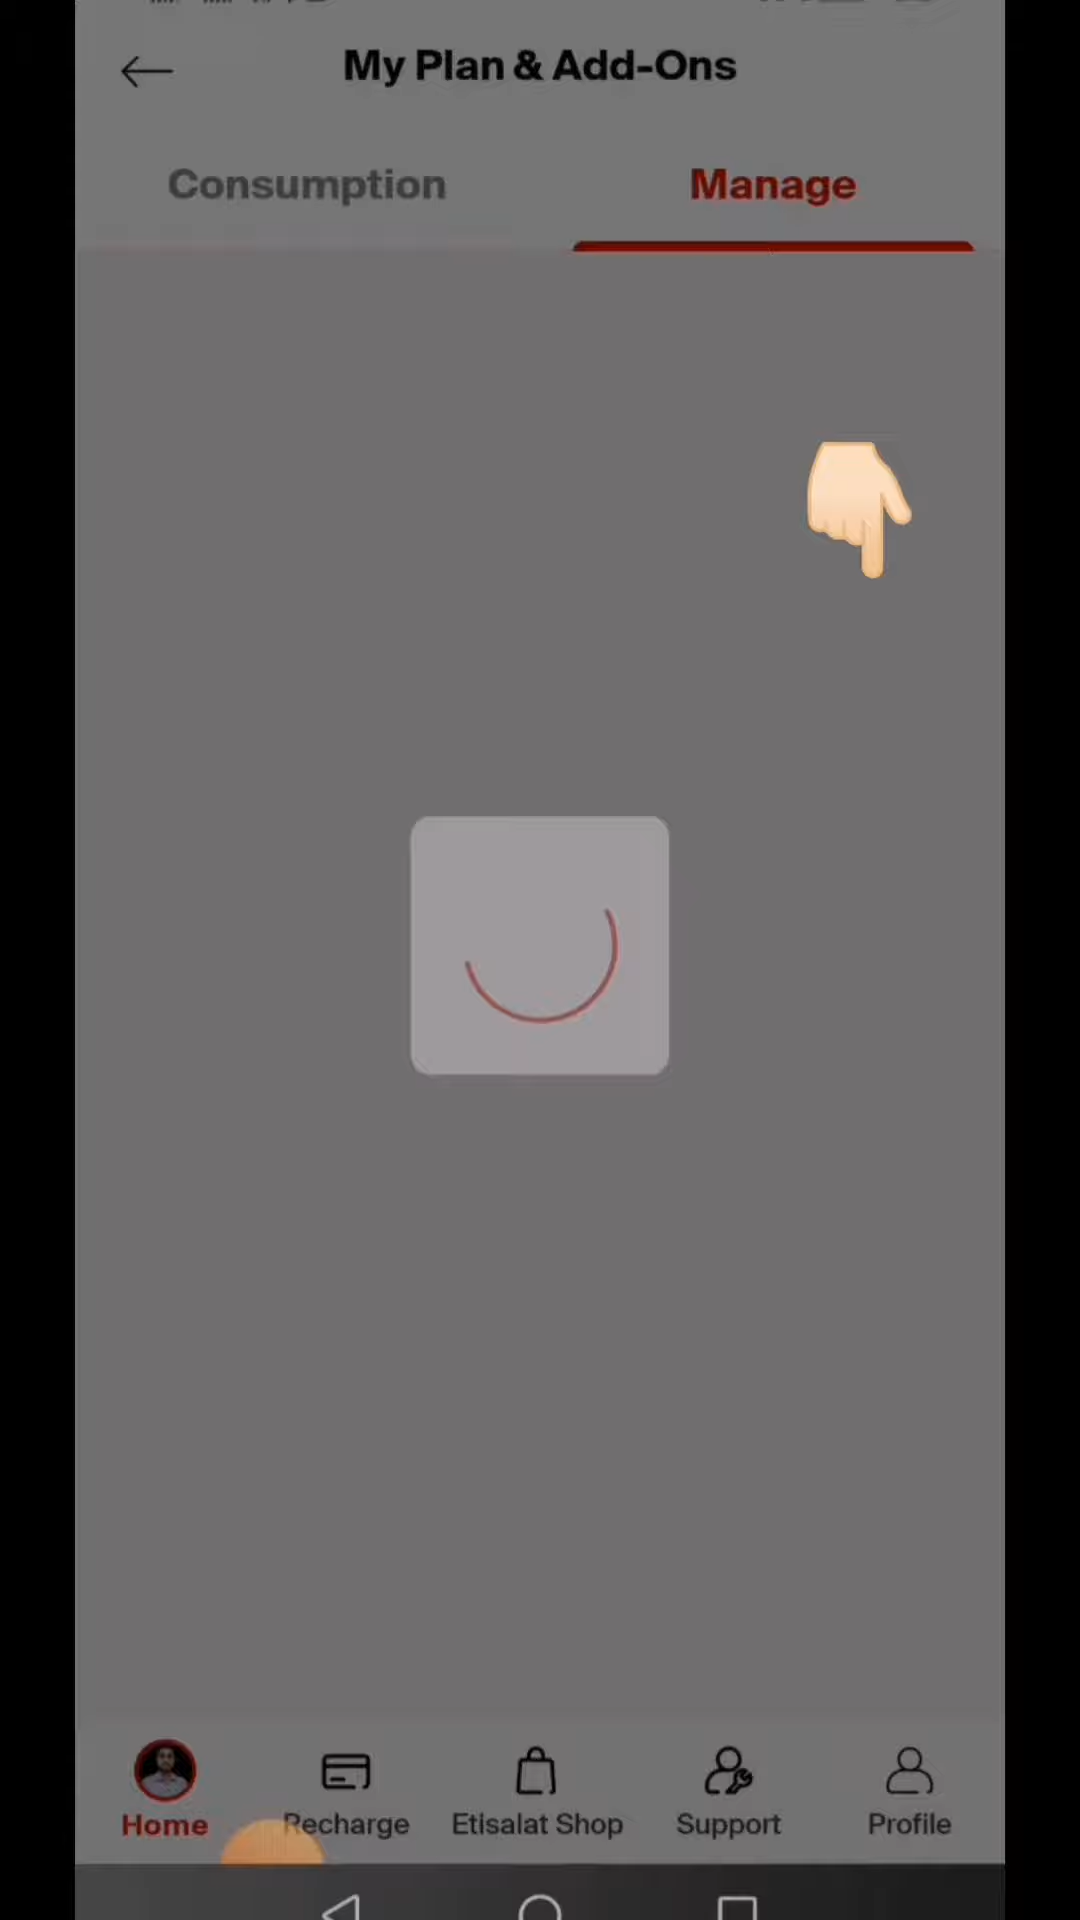 My Plan & Add-Ons
Consumption
Manage
Home
Recharge
Etisalat Shop
Support
Profile